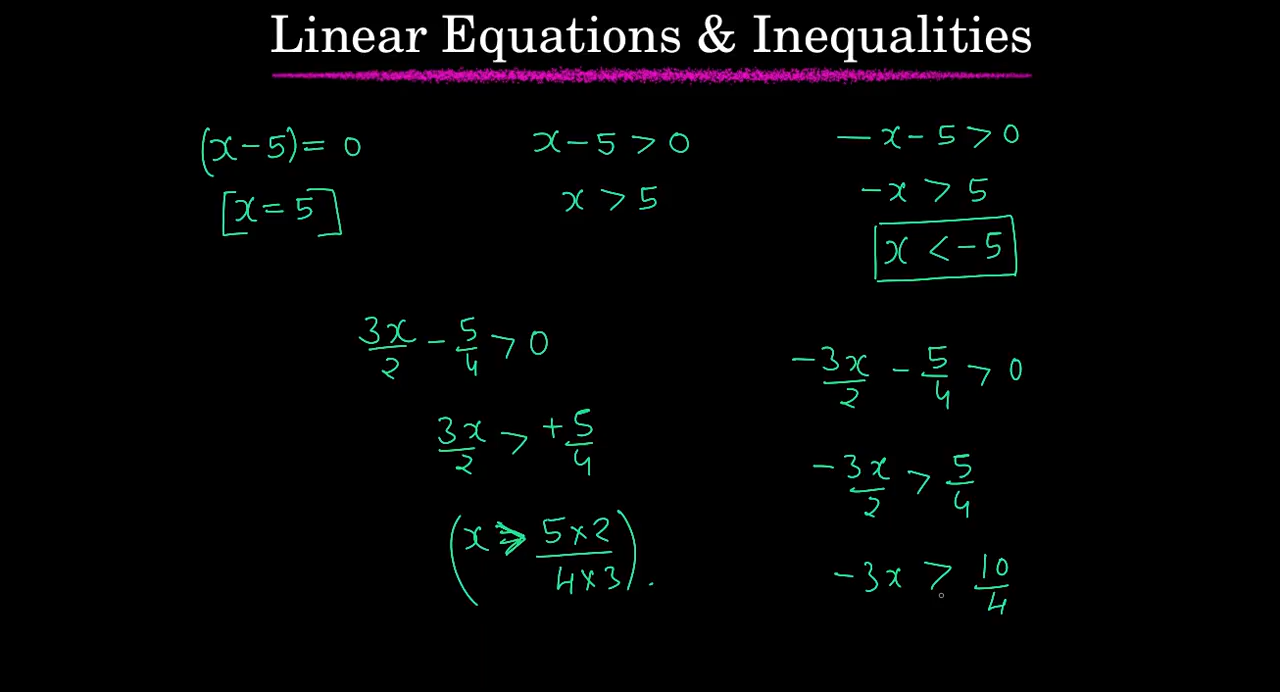 Linear Equations & Inequalities
(x-5) = 0
[x = 5]
x - 5 > 0
x > 5
-x - 5 > 0
-x > 5
x < -5
3x/2 - 5/4 > 0
3x/2 > +5/4
(x > 5×2/4×3).
-3x/2 - 5/4 > 0
-3x/2 > 5/4
-3x > 10/4